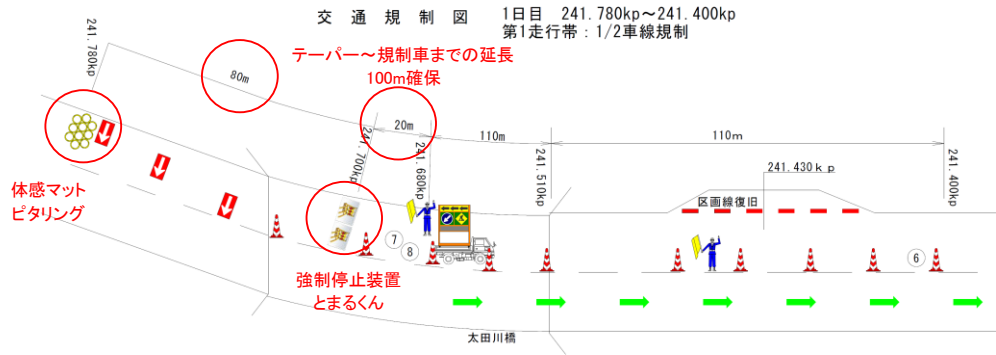 交通規制図
1日目 241.780kp～241.400kp
第1走行帯：1/2車線規制
241.780kp
80m
テーパー～規制車までの延長
100m確保
20m
110m
110m
241.700kp
241.680kp
241.510kp
241.430kp
241.400kp
体感マット
ピタリング
区画線復旧
7
8
6
強制停止装置
とまるくん
太田川橋